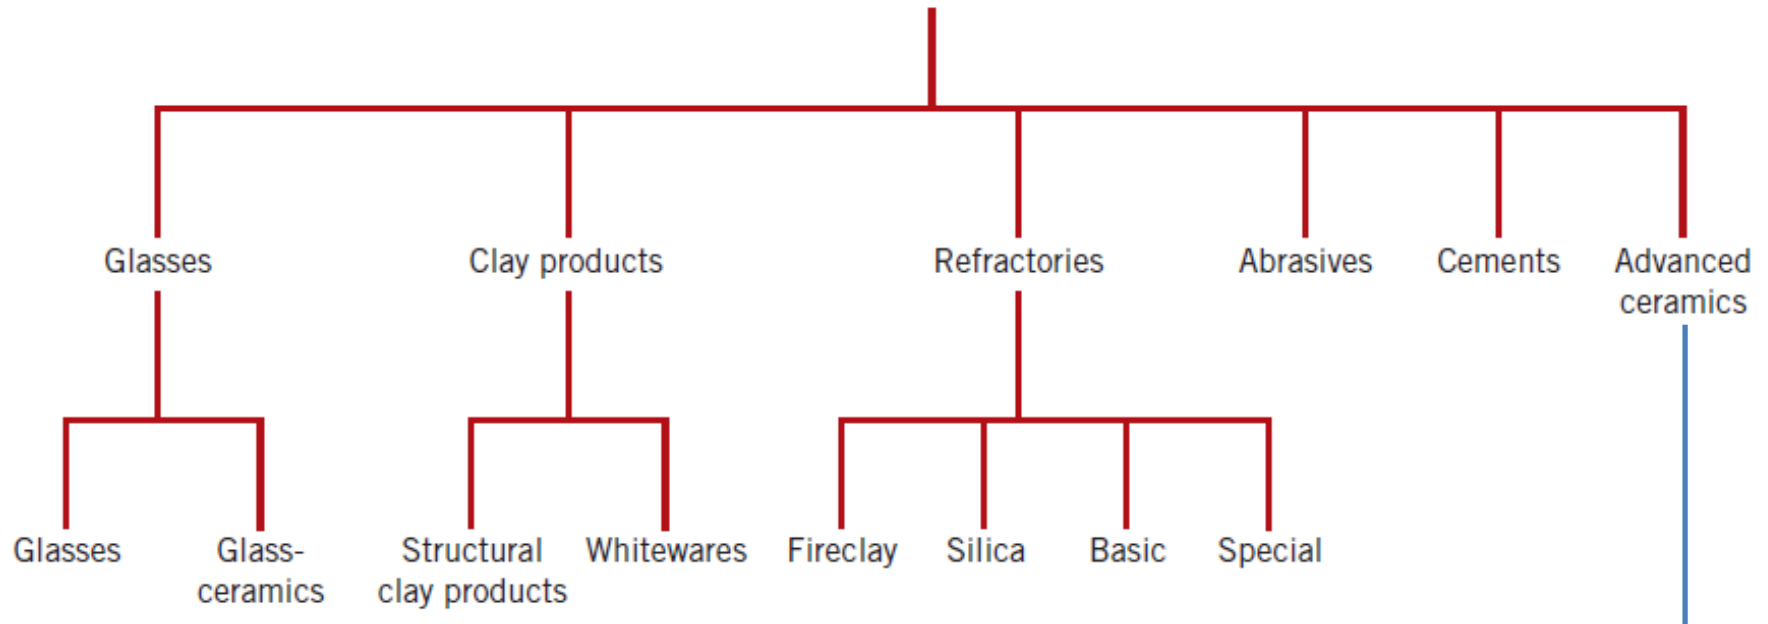 Glasses
Clay products
Refractories
Abrasives
Cements
Advanced
ceramics
Glasses
Glass-
ceramics
Structural
clay products
Whitewares
Fireclay
Silica
Basic
Special